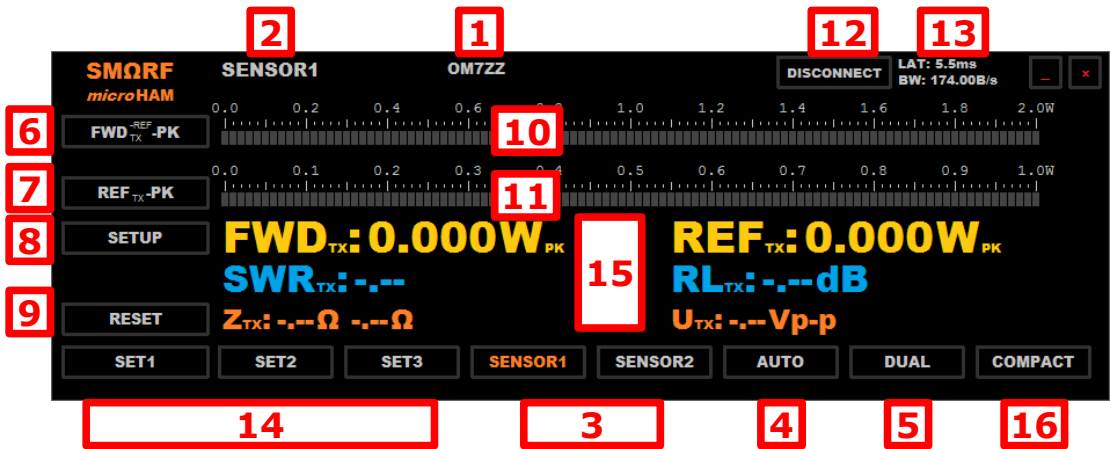 2 1 12 13
SMΩRF SENSOR1 OM7ZZ DISCONNECT LAT: 5.5ms
BW: 174.00B/s _ ×
microHAM
0.0 0.2 0.4 0.6 1.0 1.2 1.4 1.6 1.8 2.0W
6 FWD-REF TX-PK 10
0.0 0.1 0.2 0.3 0.4 0.5 0.6 0.7 0.8 0.9 1.0W
7 REF TX-PK 11
8 SETUP FWDTX: 0.000W PK 15 REFTX: 0.000W PK
SWRTX: -.-- RLTX: -.--dB
9 RESET ZTX: -.--Ω -.--Ω UTX: -.--Vp-p
SET1 SET2 SET3 SENSOR1 SENSOR2 AUTO DUAL COMPACT
14 3 4 5 16